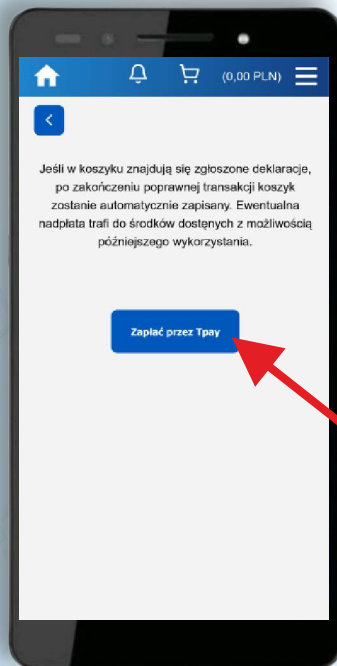 (0,00 PLN)
Jeśli w koszyku znajdują się zgłoszone deklaracje,
po zakończeniu poprawnej transakcji koszyk
zostanie automatycznie zapisany. Ewentualna
nadpłata trafi do środków dostęnych z możliwością
późniejszego wykorzystania.
Zapłać przez Tpay